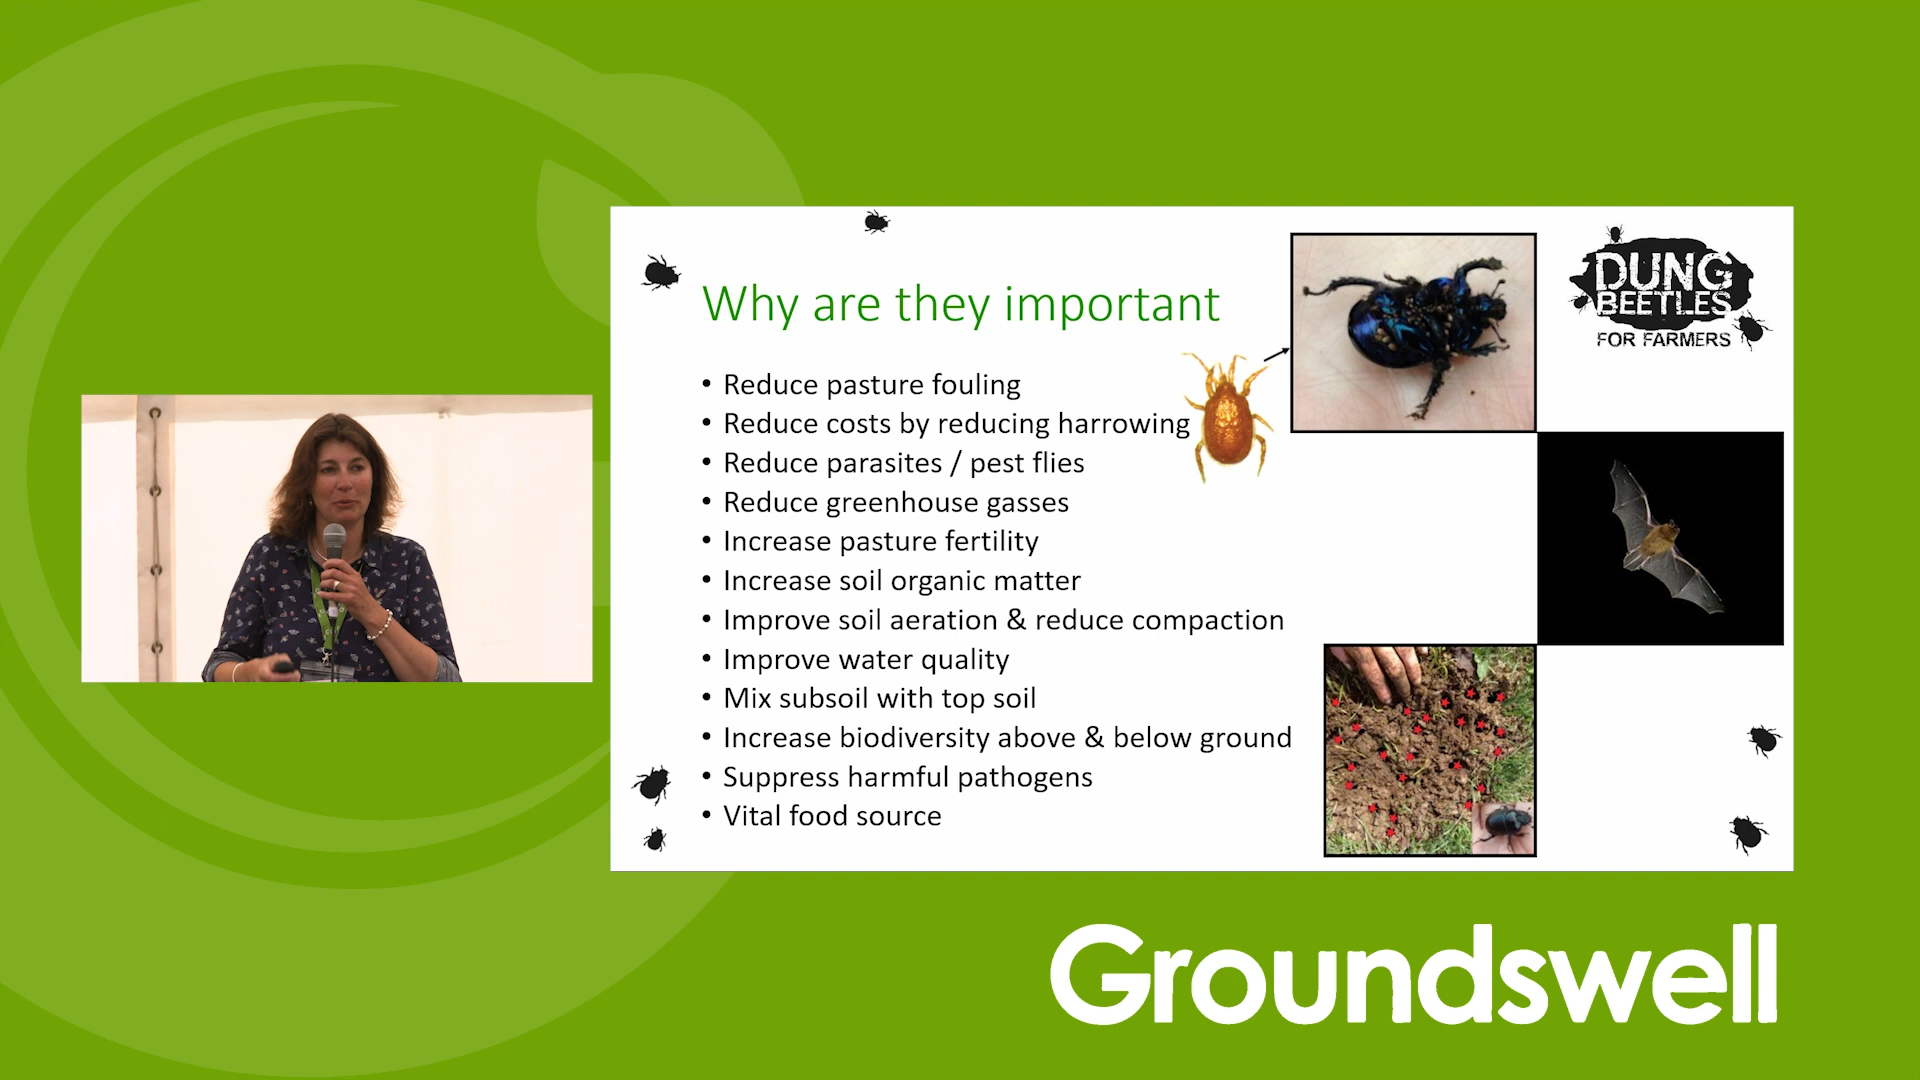 Why are they important
• Reduce pasture fouling
• Reduce costs by reducing harrowing
• Reduce parasites / pest flies
• Reduce greenhouse gasses
• Increase pasture fertility
• Increase soil organic matter
• Improve soil aeration & reduce compaction
• Improve water quality
• Mix subsoil with top soil
• Increase biodiversity above & below ground
• Suppress harmful pathogens
• Vital food source
DUNG
BEETLES
FOR FARMERS
Groundswell